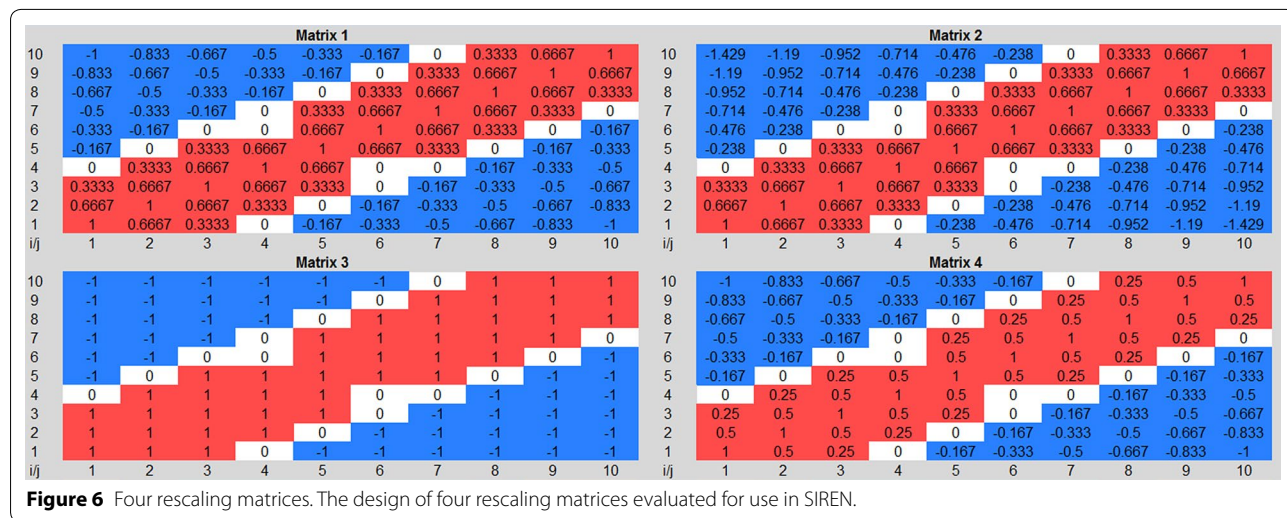 Matrix 1
10 -1 -0.833 -0.667 -0.5 -0.333 -0.167 0 0.3333 0.6667 1
9 -0.833 -0.667 -0.5 -0.333 -0.167 0 0.3333 0.6667 1 0.6667
8 -0.667 -0.5 -0.333 -0.167 0 0.3333 0.6667 1 0.6667 0.3333
7 -0.5 -0.333 -0.167 0 0.3333 0.6667 1 0.6667 0.3333 0
6 -0.333 -0.167 0 0 0.6667 1 0.6667 0.3333 0 -0.167
5 -0.167 0 0.3333 0.6667 1 0.6667 0.3333 0 -0.167 -0.333
4 0 0.3333 0.6667 1 0.6667 0 0 -0.167 -0.333 -0.5
3 0.3333 0.6667 1 0.6667 0.3333 0 -0.167 -0.333 -0.5 -0.667
2 0.6667 1 0.6667 0.3333 0 -0.167 -0.333 -0.5 -0.667 -0.833
1 1 0.6667 0.3333 0 -0.167 -0.333 -0.5 -0.667 -0.833 -1
i/j 1 2 3 4 5 6 7 8 9 10
Matrix 2
10 -1.429 -1.19 -0.952 -0.714 -0.476 -0.238 0 0.3333 0.6667 1
9 -1.19 -0.952 -0.714 -0.476 -0.238 0 0.3333 0.6667 1 0.6667
8 -0.952 -0.714 -0.476 -0.238 0 0.3333 0.6667 1 0.6667 0.3333
7 -0.714 -0.476 -0.238 0 0.3333 0.6667 1 0.6667 0.3333 0
6 -0.476 -0.238 0 0 0.6667 1 0.6667 0.3333 0 -0.238
5 -0.238 0 0.3333 0.6667 1 0.6667 0.3333 0 -0.238 -0.476
4 0 0.3333 0.6667 1 0.6667 0 0 -0.238 -0.476 -0.714
3 0.3333 0.6667 1 0.6667 0.3333 0 -0.238 -0.476 -0.714 -0.952
2 0.6667 1 0.6667 0.3333 0 -0.238 -0.476 -0.714 -0.952 -1.19
1 1 0.6667 0.3333 0 -0.238 -0.476 -0.714 -0.952 -1.19 -1.429
i/j 1 2 3 4 5 6 7 8 9 10
Matrix 3
10 -1 -1 -1 -1 -1 -1 0 1 1 1
9 -1 -1 -1 -1 -1 0 1 1 1 1
8 -1 -1 -1 -1 0 1 1 1 1 1
7 -1 -1 -1 0 1 1 1 1 1 0
6 -1 -1 0 0 1 1 1 1 0 -1
5 -1 0 1 1 1 1 1 0 -1 -1
4 0 1 1 1 1 0 0 -1 -1 -1
3 1 1 1 1 1 0 -1 -1 -1 -1
2 1 1 1 1 0 -1 -1 -1 -1 -1
1 1 1 1 0 -1 -1 -1 -1 -1 -1
i/j 1 2 3 4 5 6 7 8 9 10
Matrix 4
10 -1 -0.833 -0.667 -0.5 -0.333 -0.167 0 0.25 0.5 1
9 -0.833 -0.667 -0.5 -0.333 -0.167 0 0.25 0.5 1 0.5
8 -0.667 -0.5 -0.333 -0.167 0 0.25 0.5 1 0.5 0.25
7 -0.5 -0.333 -0.167 0 0.25 0.5 1 0.5 0.25 0
6 -0.333 -0.167 0 0 0.5 1 0.5 0.25 0 -0.167
5 -0.167 0 0.25 0.5 1 0.5 0.25 0 -0.167 -0.333
4 0 0.25 0.5 1 0.5 0 0 -0.167 -0.333 -0.5
3 0.25 0.5 1 0.5 0.25 0 -0.167 -0.333 -0.5 -0.667
2 0.5 1 0.5 0.25 0 -0.167 -0.333 -0.5 -0.667 -0.833
1 1 0.5 0.25 0 -0.167 -0.333 -0.5 -0.667 -0.833 -1
i/j 1 2 3 4 5 6 7 8 9 10
Figure 6 Four rescaling matrices. The design of four rescaling matrices evaluated for use in SIREN.